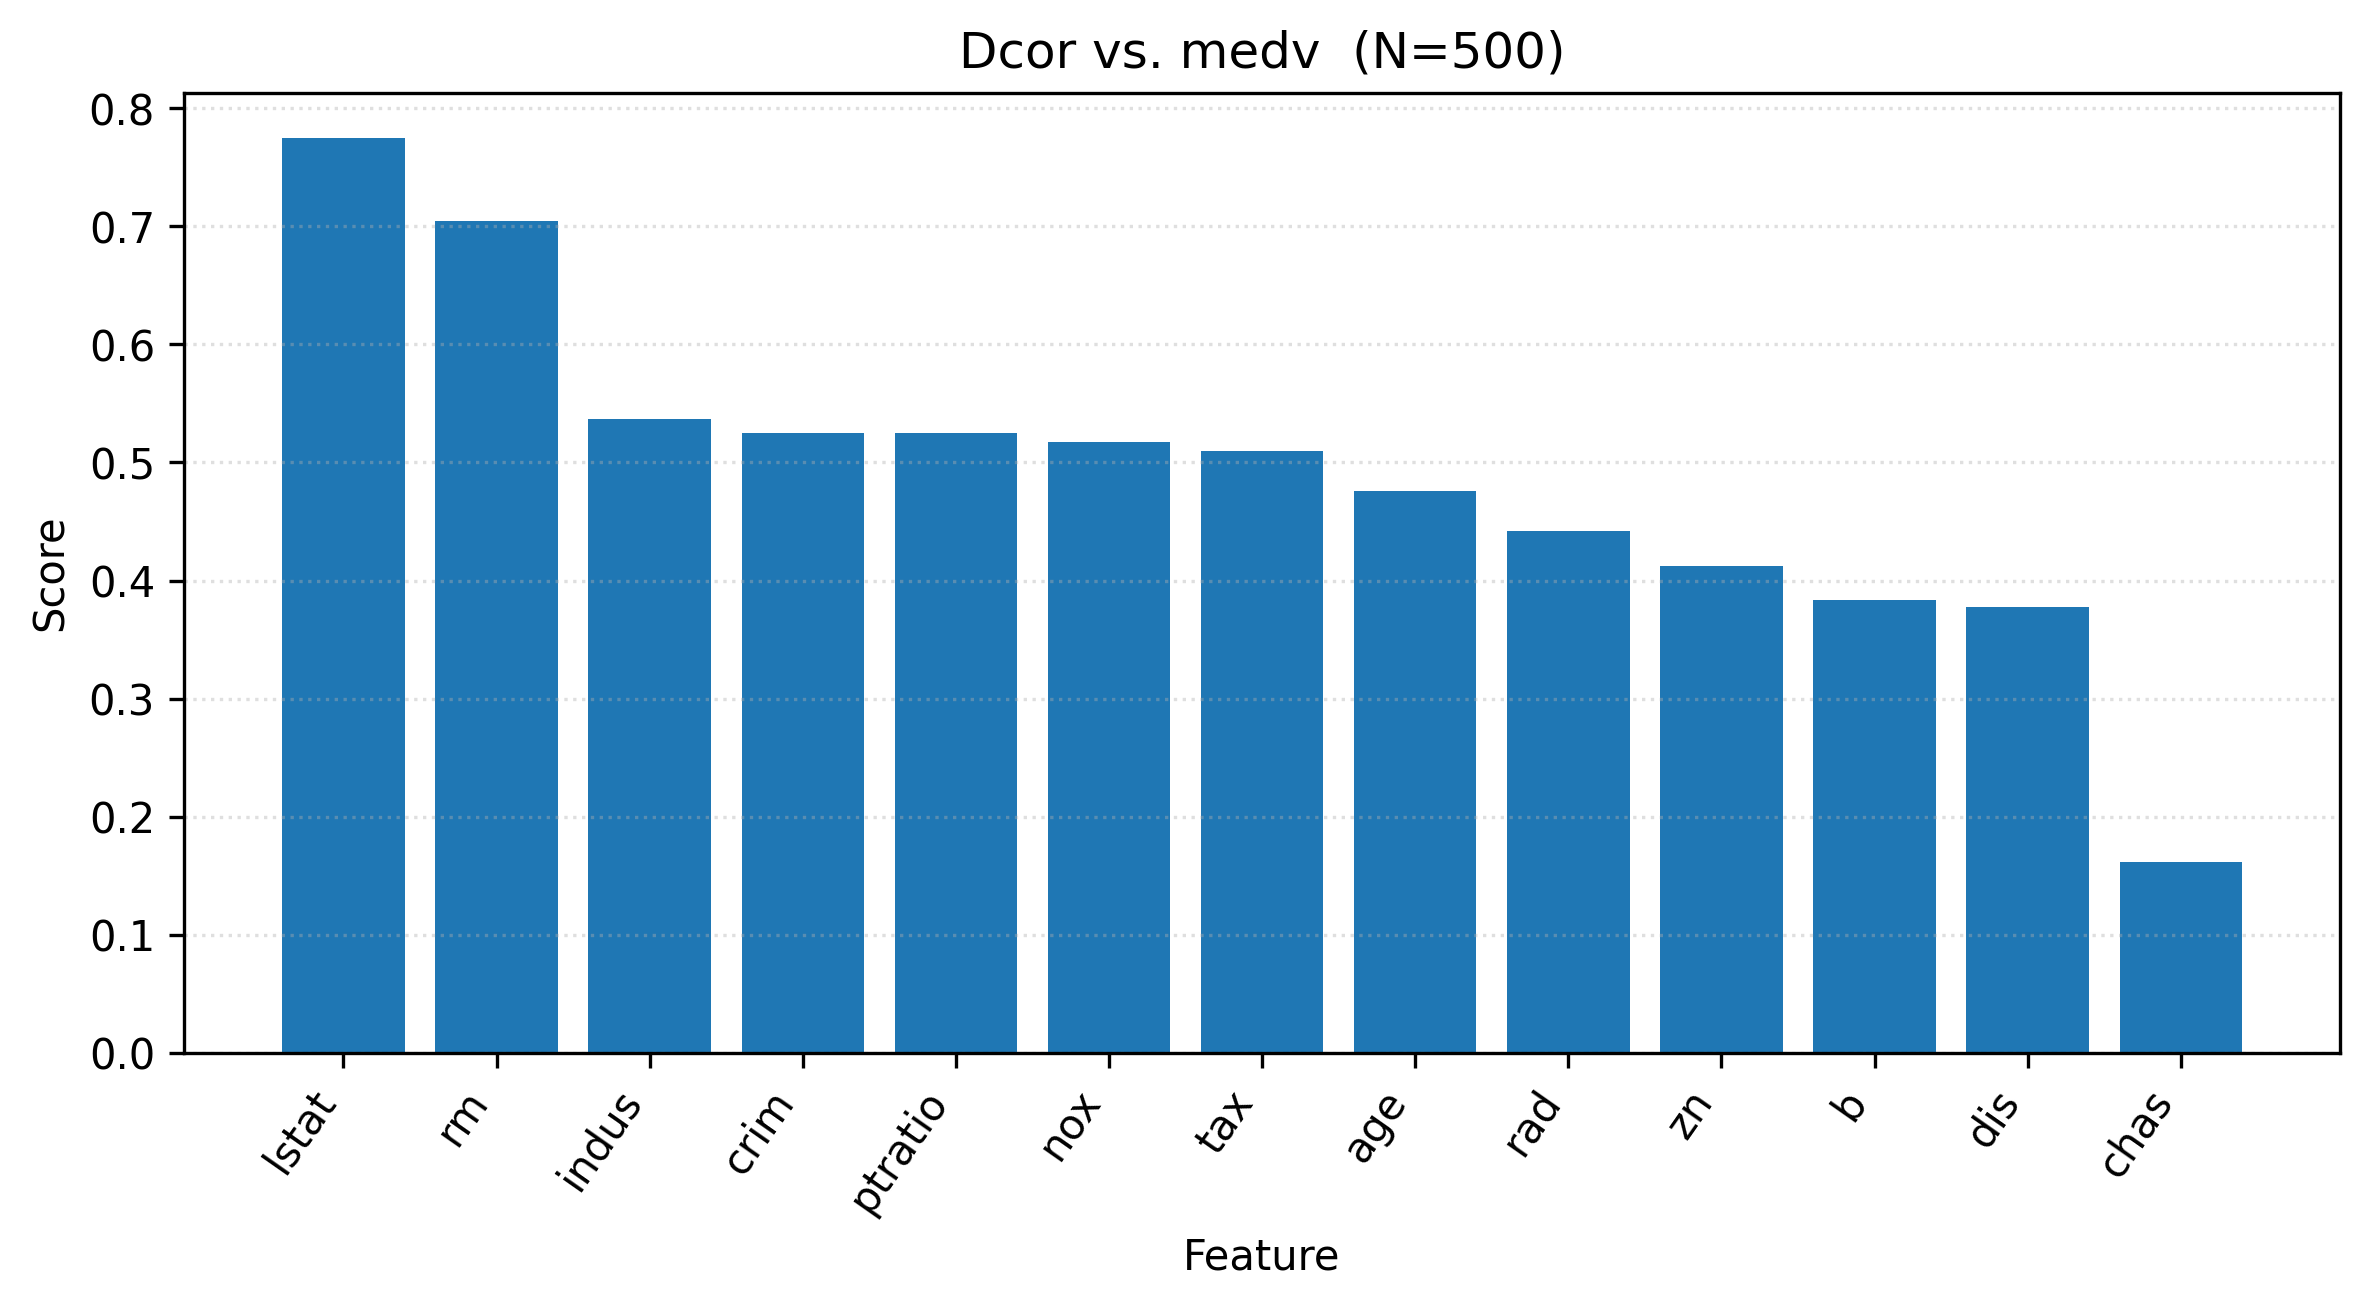 Dcor vs. medv  (N=500)
Score
0.8
0.7
0.6
0.5
0.4
0.3
0.2
0.1
0.0
lstat
rm
indus
crim
ptratio
nox
tax
age
rad
zn
b
dis
chas
Feature